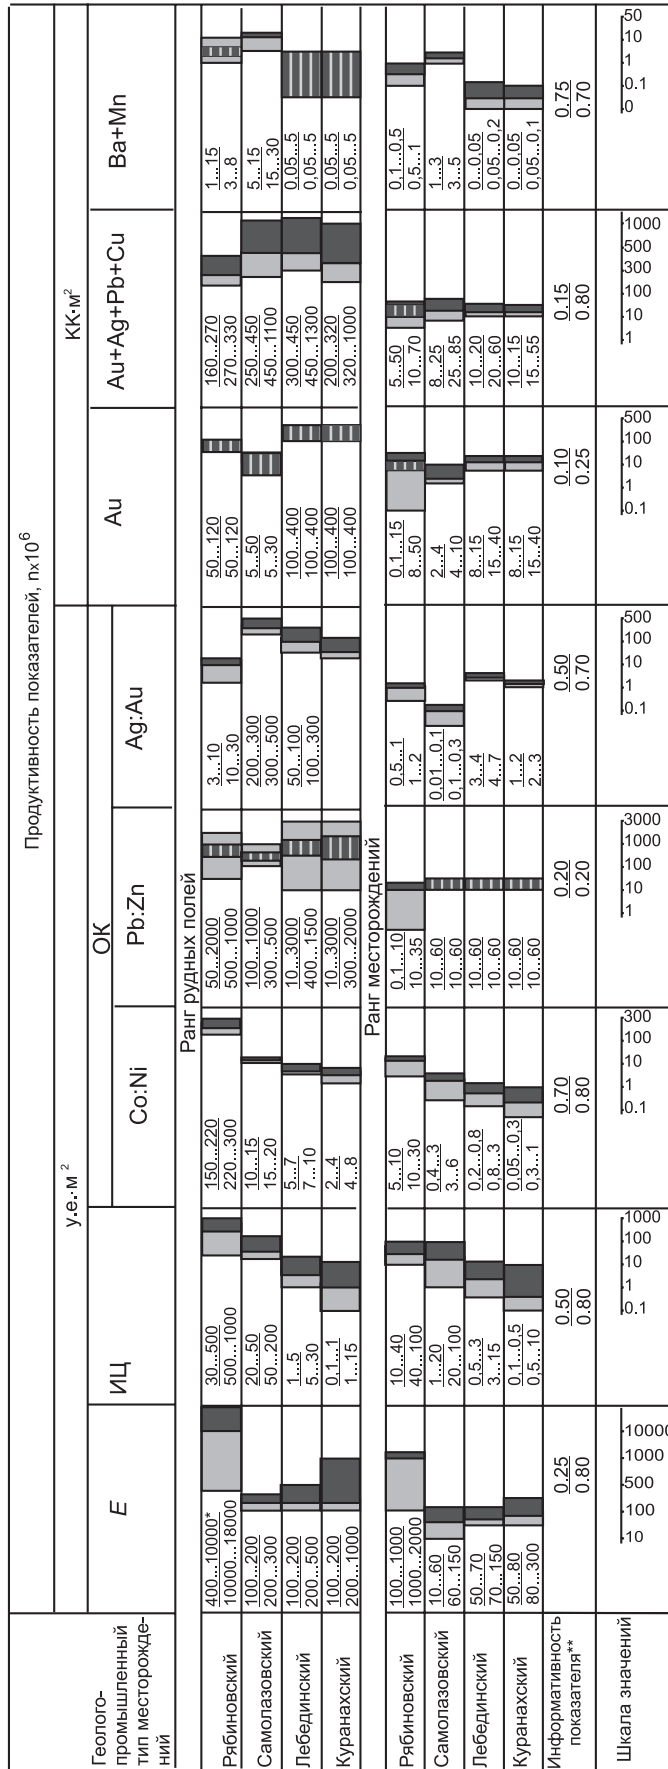 Продуктивность показателей, nx10⁶
у.е.·м² КК·м²
ОК
Геолого-
промышленный
тип месторожде-
ний
E ИЦ Co:Ni Pb:Zn Ag:Au Au Au+Ag+Pb+Cu Ba+Mn
Ранг рудных полей
Рябиновский
400...10000* 30...500 150...220 50...2000 3...10 50...120 160...270 1...15
10000...18000 500...1000 220...300 500...1000 10...30 50...120 270...330 3...8
Самолазовский
100...200 20...50 10...15 100...1000 200...300 5...50 250...450 5...15
200...300 50...200 15...20 300...500 300...500 5...30 450...1100 15...30
Лебединский
100...200 1...5 5...7 10...3000 50...100 100...400 300...450 0,05...5
200...500 5...30 7...10 400...1500 100...300 100...400 450...1300 0,05...5
Куранахский
100...200 0,1...1 2...4 10...3000 100...400 200...320 0,05...5
200...1000 1...15 4...8 300...2000 100...400 320...1000 0,05...5
Ранг месторождений
Рябиновский
100...1000 10...40 5...10 0,1...10 0,5...1 0,1...15 5...50 0,1...0,5
1000...2000 40...100 10...30 10...35 1...2 8...50 10...70 0,5...1
Самолазовский
10...60 1...20 0,4...3 10...60 0,01...0,1 2...4 8...25 1...3
60...150 20...100 3...6 10...60 0,1...0,3 4...10 25...85 3...5
Лебединский
50...70 0,5...3 0,2...0,8 10...60 3...4 8...15 10...20 0...0,05
70...150 3...15 0,8...3 10...60 4...7 15...40 20...60 0,05...0,2
Куранахский
50...80 0,1...0,5 0,05...0,3 10...60 1...2 8...15 10...15 0...0,05
80...300 0,5...10 0,3...1 10...60 2...3 15...40 15...55 0,05...0,1
Информативность
показателя**
0.25 0.50 0.70 0.20 0.50 0.10 0.15 0.75
0.80 0.80 0.80 0.20 0.70 0.25 0.80 0.70
Шкала значений
10 100 500 1000 10000
0.1 1 10 100 1000
0.1 1 10 100 300
1 10 100 1000 3000
0.1 1 10 100 500
0.1 1 10 100 500
1 10 100 300 500 1000
0 0.1 1 10 50